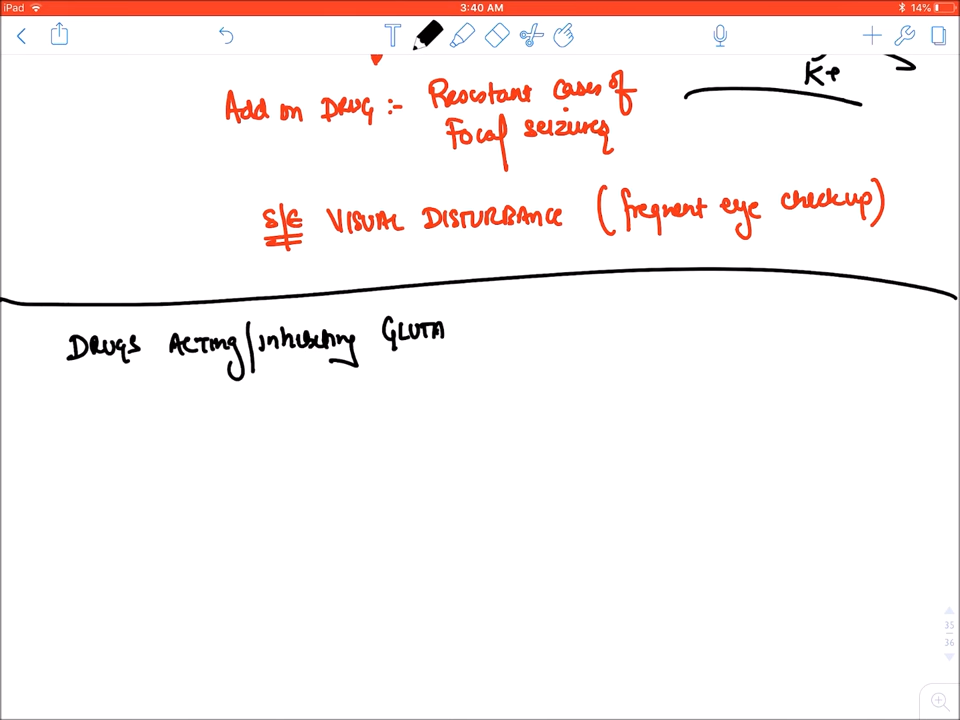 iPad 3:40 AM 14%
T
K+
Add on DRUG :- Resistant cases of
Focal seizures
S/E VISUAL DISTURBANCE (frequent eye checkup)
DRUGS ACTING/inhibiting GLUTA
35
36